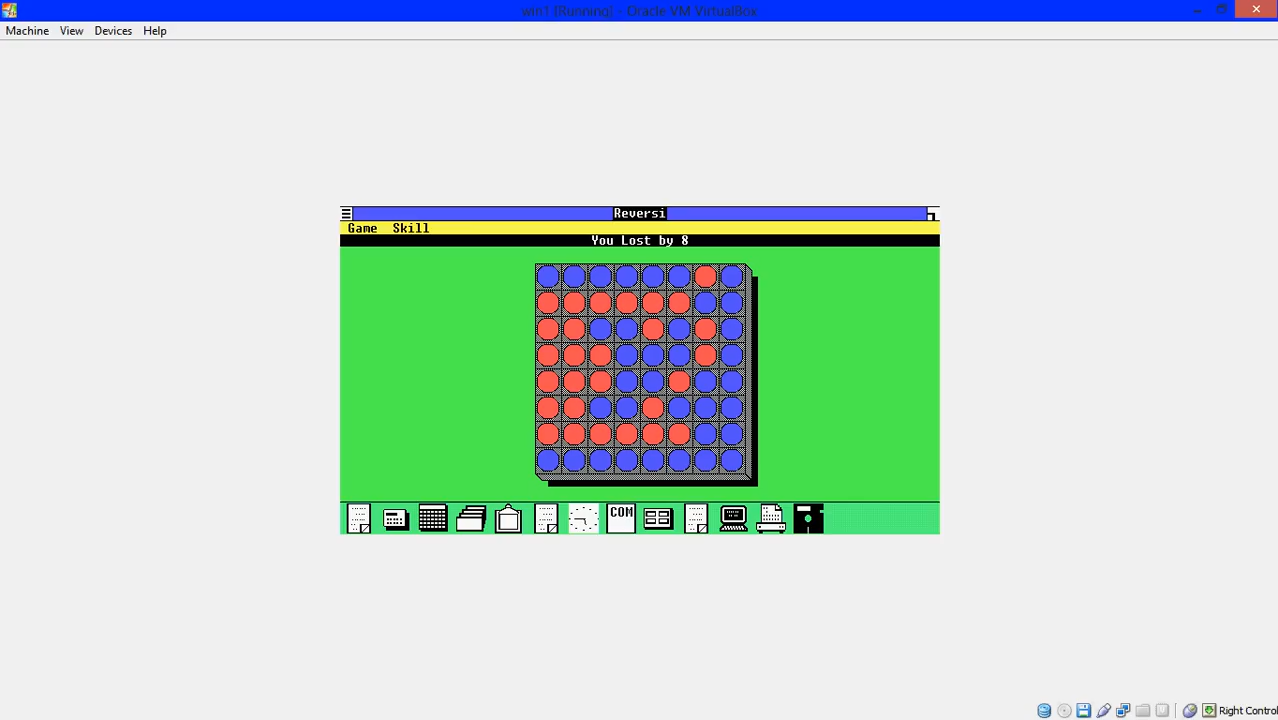 win1 [Running] - Oracle VM VirtualBox
Machine View Devices Help
Reversi
Game Skill
You Lost by 8
COM
Right Control